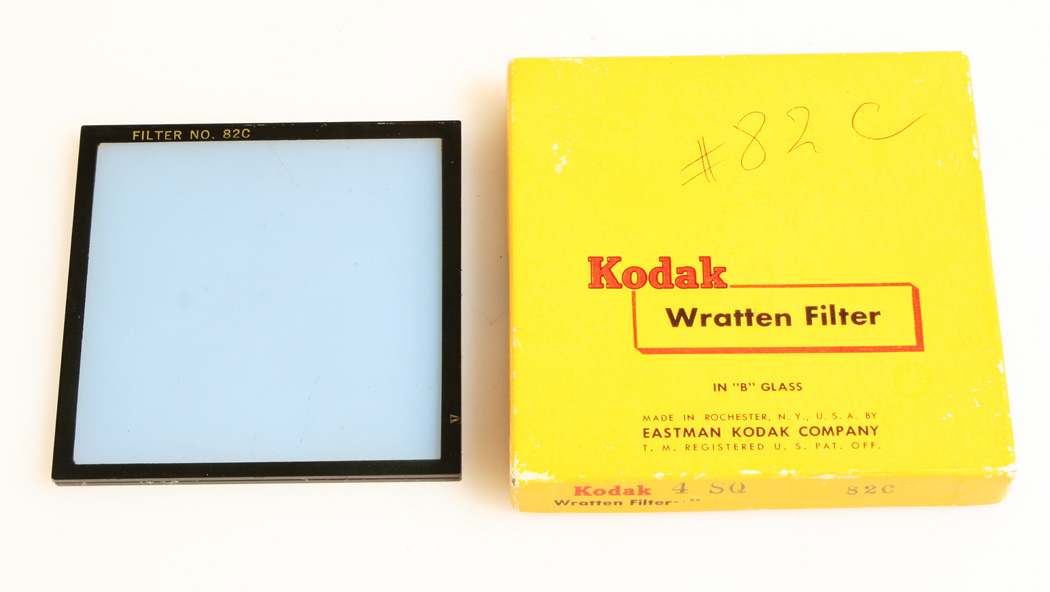 FILTER NO. 82C
# 82 C
Kodak
Wratten Filter
IN "B" GLASS
MADE IN ROCHESTER, N. Y., U. S. A. BY
EASTMAN KODAK COMPANY
T. M. REGISTERED U. S. PAT. OFF.
Kodak 4 SQ 82C
Wratten Filter